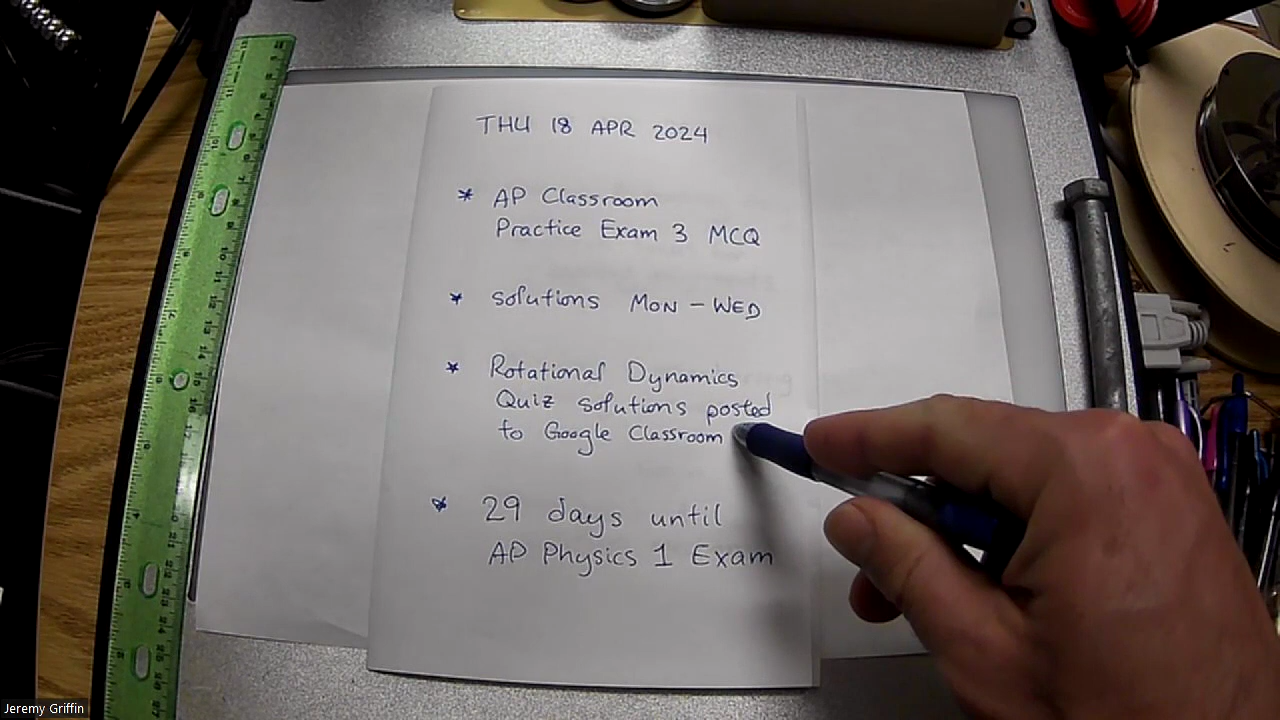 THU 18 APR 2024
* AP Classroom
Practice Exam 3 MCQ
* solutions MON - WED
* Rotational Dynamics
Quiz solutions posted
to Google Classroom
* 29 days until
AP Physics 1 Exam
Jeremy Griffin